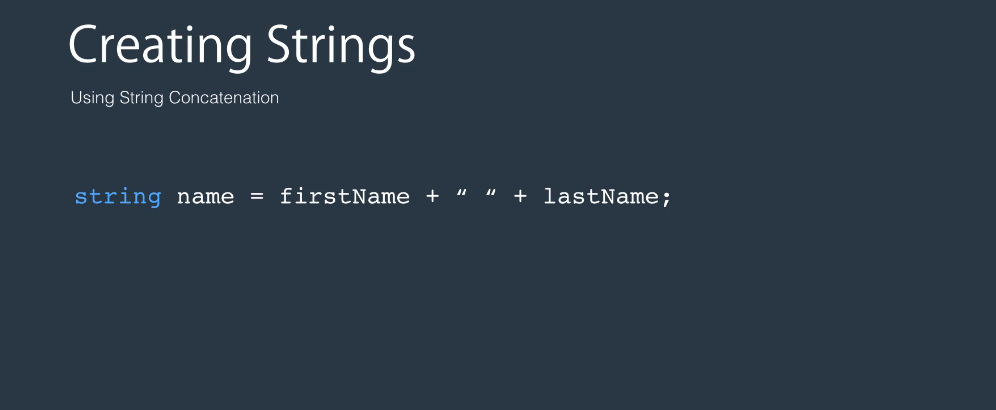 Creating Strings
Using String Concatenation
string name = firstName + “ “ + lastName;